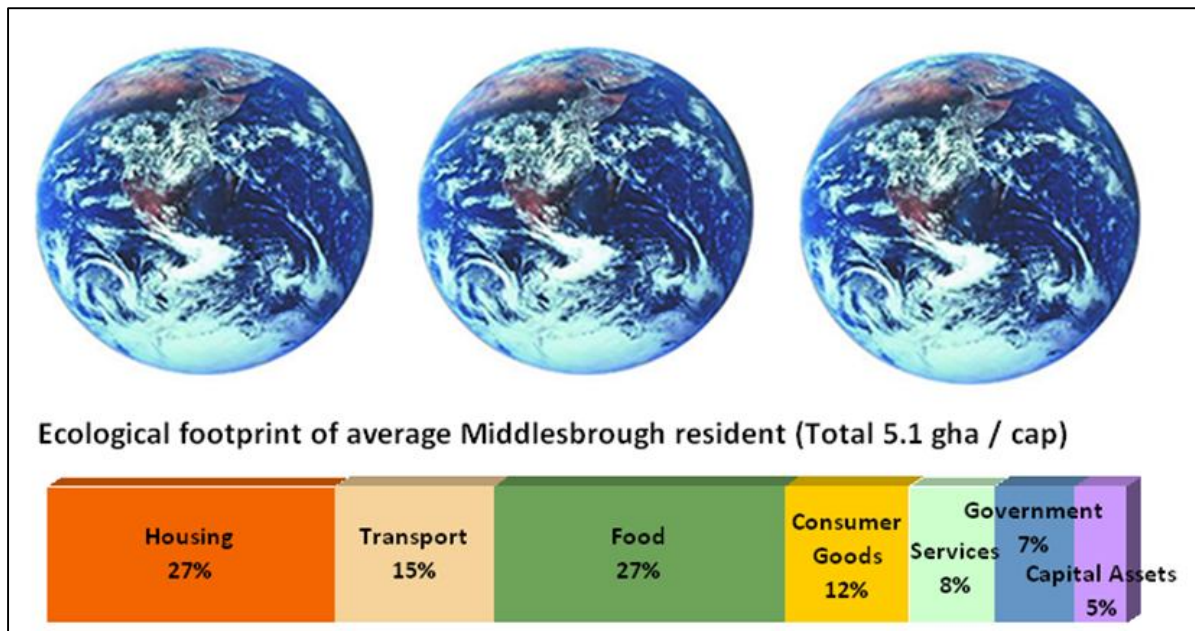 Ecological footprint of average Middlesbrough resident (Total 5.1 gha / cap)
Housing
27%
Transport
15%
Food
27%
Consumer
Goods
12%
Services
8%
Government
7%
Capital Assets
5%